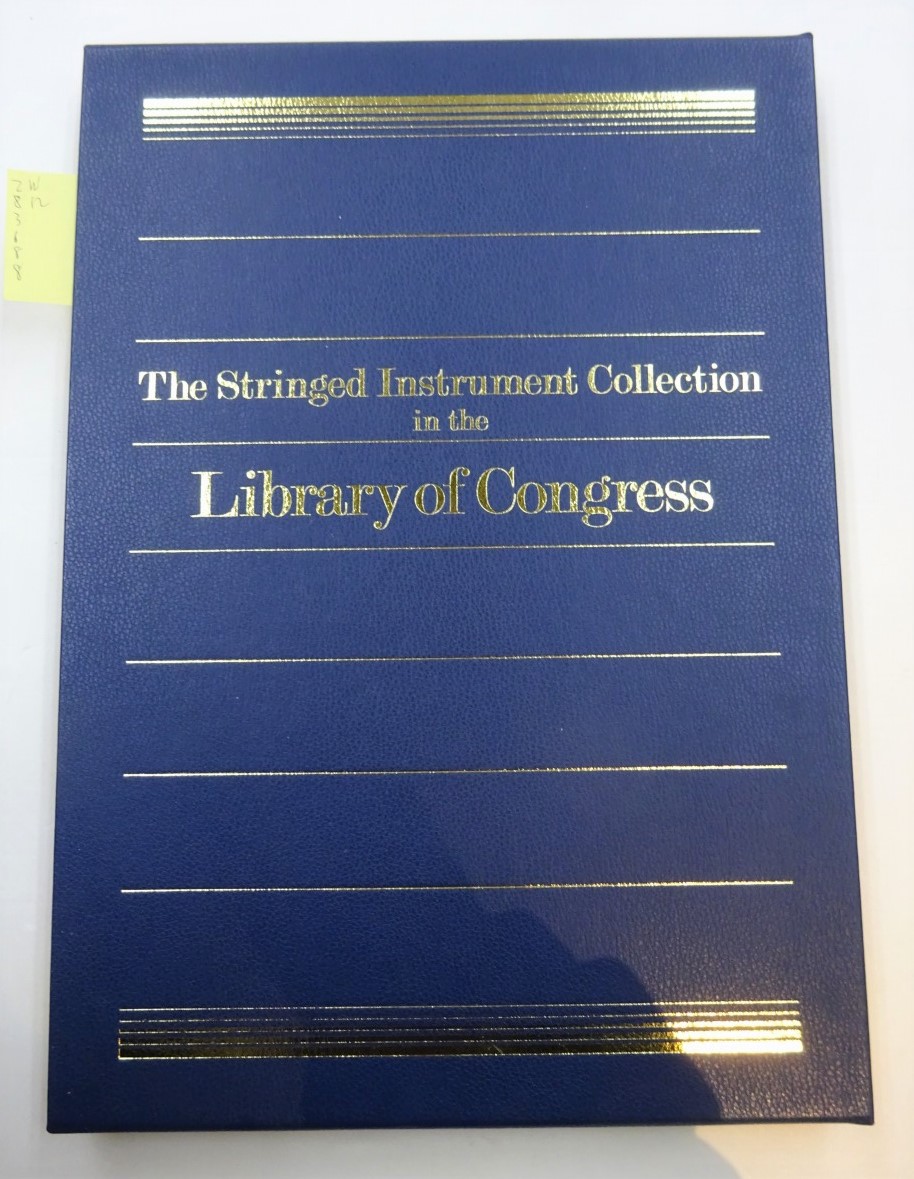 The Stringed Instrument Collection
in the
Library of Congress